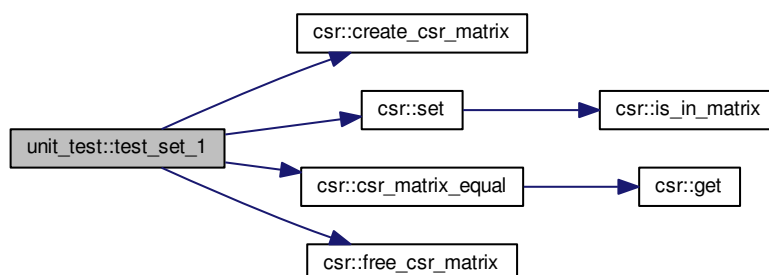 csr::create_csr_matrix
csr::set
csr::is_in_matrix
unit_test::test_set_1
csr::csr_matrix_equal
csr::get
csr::free_csr_matrix